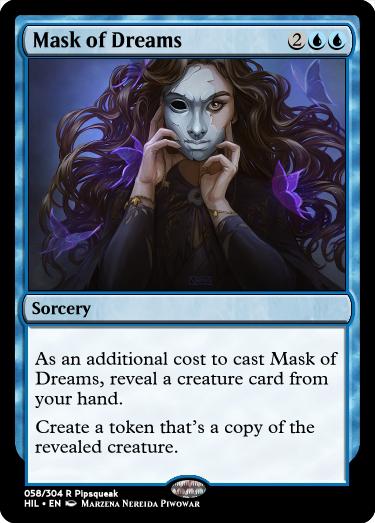 Mask of Dreams 2
Sorcery
As an additional cost to cast Mask of
Dreams, reveal a creature card from
your hand.
Create a token that's a copy of the
revealed creature.
058/304 R Pipsqueak
HIL • EN Marzena Nereida Piwowar